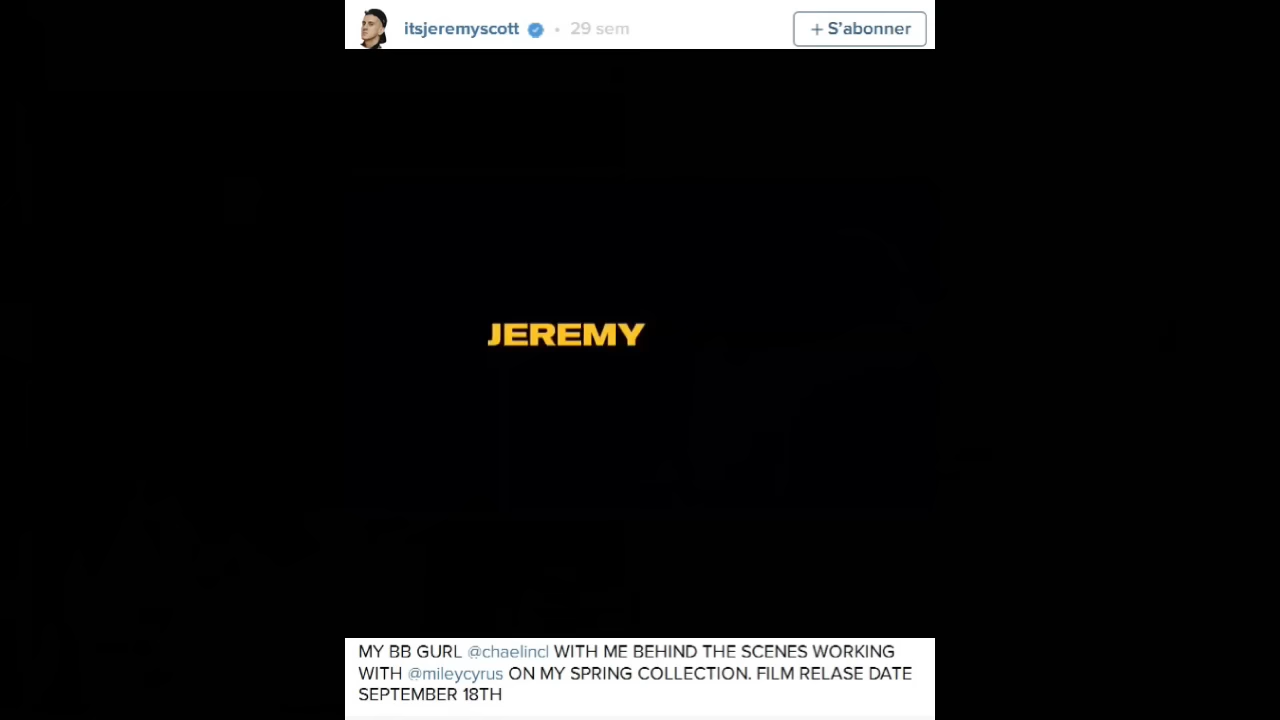 itsjeremyscott • 29 sem + S’abonner
JEREMY
MY BB GURL @chaelincl WITH ME BEHIND THE SCENES WORKING
WITH @mileycyrus ON MY SPRING COLLECTION. FILM RELASE DATE
SEPTEMBER 18TH